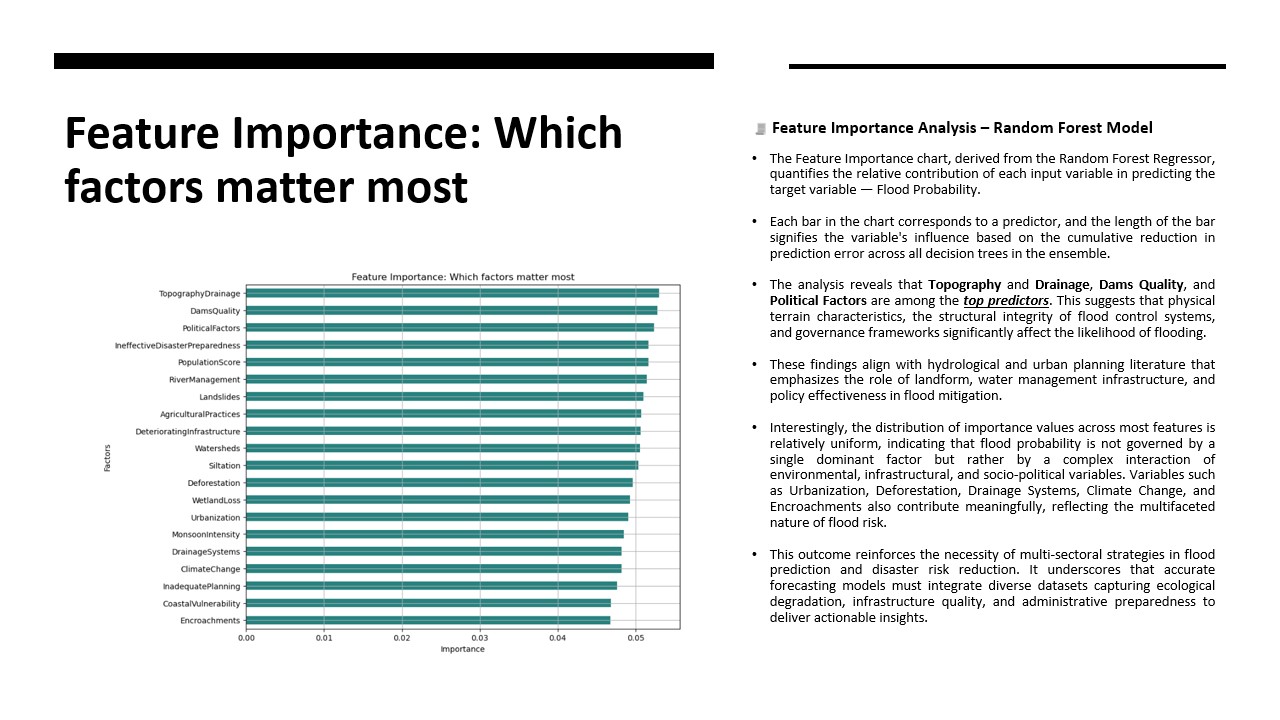 Feature Importance: Which
factors matter most
Feature Importance: Which factors matter most
TopographyDrainage
DamsQuality
PoliticalFactors
IneffectiveDisasterPreparedness
PopulationScore
RiverManagement
Landslides
AgriculturalPractices
DeterioratingInfrastructure
Watersheds
Siltation
Deforestation
WetlandLoss
Urbanization
MonsoonIntensity
DrainageSystems
ClimateChange
InadequatePlanning
CoastalVulnerability
Encroachments
Factors
0.00 0.01 0.02 0.03 0.04 0.05
Importance
Feature Importance Analysis – Random Forest Model
• The Feature Importance chart, derived from the Random Forest Regressor,
quantifies the relative contribution of each input variable in predicting the
target variable — Flood Probability.
• Each bar in the chart corresponds to a predictor, and the length of the bar
signifies the variable's influence based on the cumulative reduction in
prediction error across all decision trees in the ensemble.
• The analysis reveals that Topography and Drainage, Dams Quality, and
Political Factors are among the top predictors. This suggests that physical
terrain characteristics, the structural integrity of flood control systems,
and governance frameworks significantly affect the likelihood of flooding.
• These findings align with hydrological and urban planning literature that
emphasizes the role of landform, water management infrastructure, and
policy effectiveness in flood mitigation.
• Interestingly, the distribution of importance values across most features is
relatively uniform, indicating that flood probability is not governed by a
single dominant factor but rather by a complex interaction of
environmental, infrastructural, and socio-political variables. Variables such
as Urbanization, Deforestation, Drainage Systems, Climate Change, and
Encroachments also contribute meaningfully, reflecting the multifaceted
nature of flood risk.
• This outcome reinforces the necessity of multi-sectoral strategies in flood
prediction and disaster risk reduction. It underscores that accurate
forecasting models must integrate diverse datasets capturing ecological
degradation, infrastructure quality, and administrative preparedness to
deliver actionable insights.